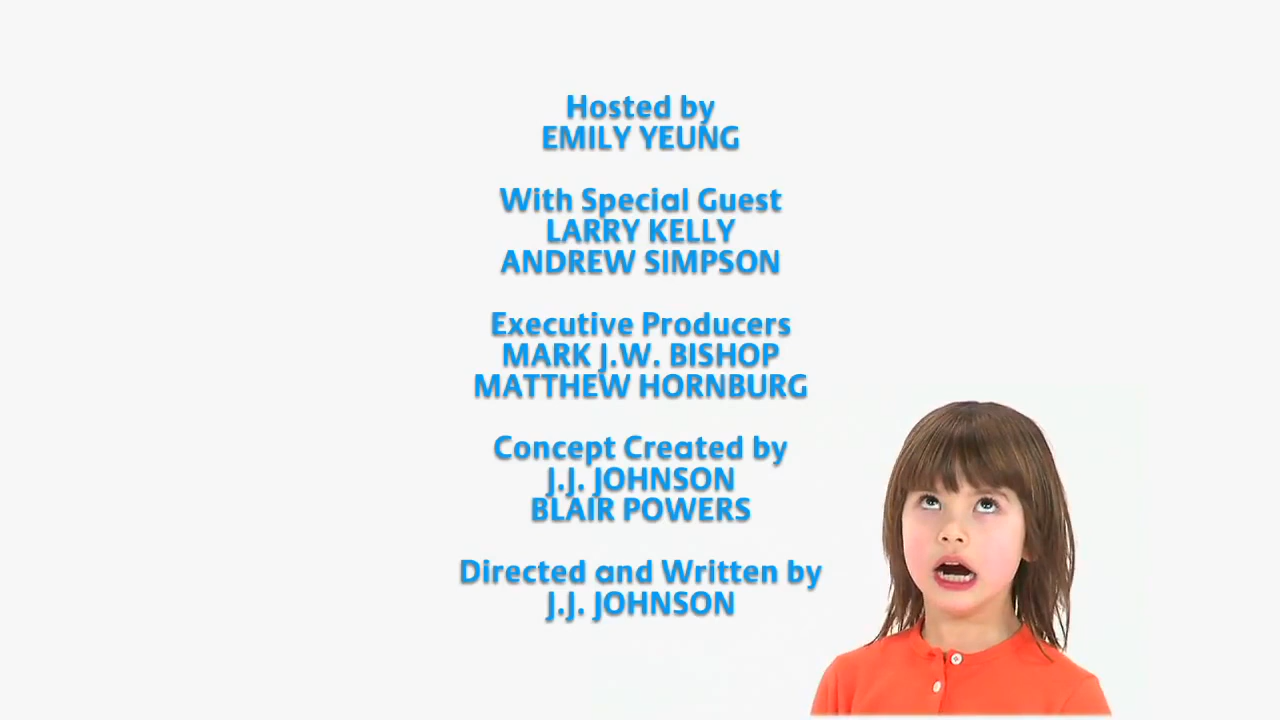 Hosted by
EMILY YEUNG
With Special Guest
LARRY KELLY
ANDREW SIMPSON
Executive Producers
MARK J.W. BISHOP
MATTHEW HORNBURG
Concept Created by
J.J. JOHNSON
BLAIR POWERS
Directed and Written by
J.J. JOHNSON